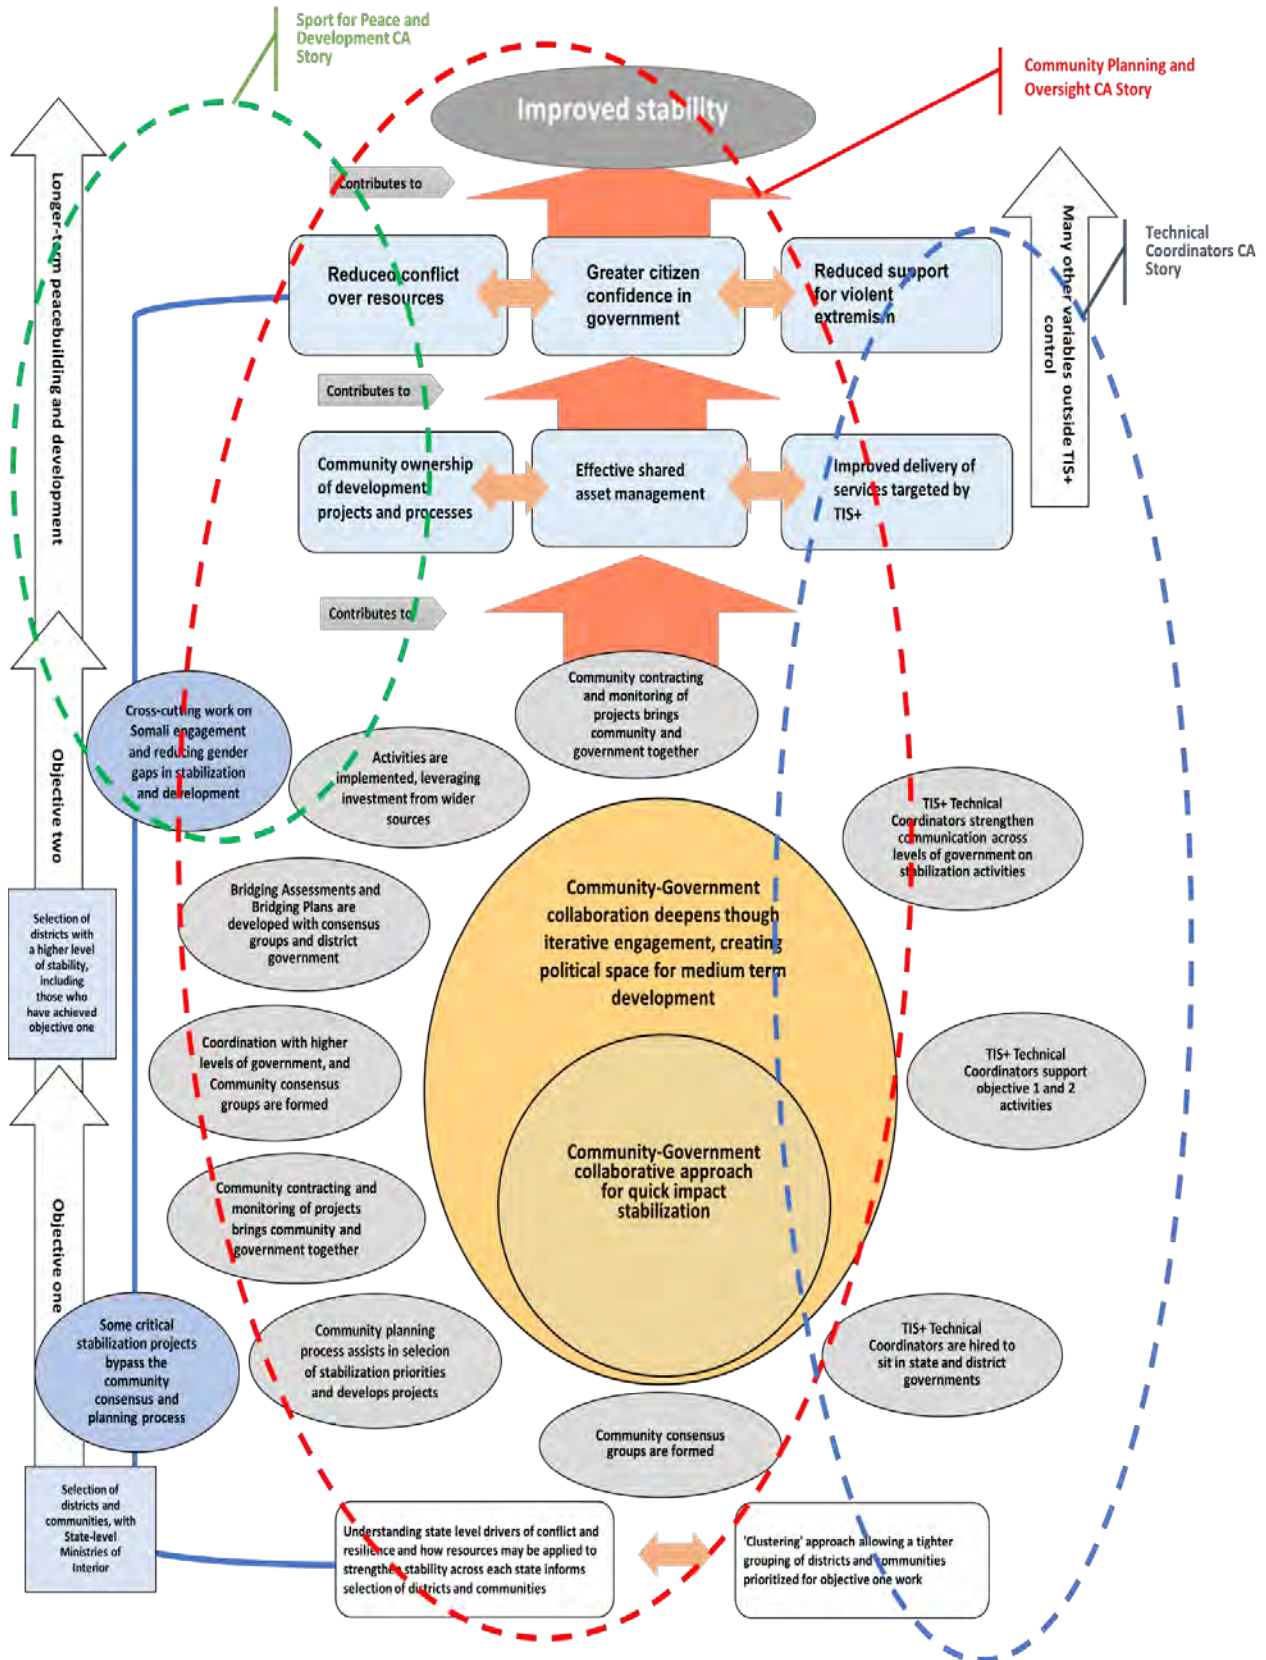 Sport for Peace and
Development CA
Story
Community Planning and
Oversight CA Story
Improved stability
Technical
Coordinators CA
Story
Contributes to
Longer-term peacebuilding and development
Many other variables outside TIS+
control
Reduced conflict
over resources
Greater citizen
confidence in
government
Reduced support
for violent
extremism
Contributes to
Community ownership
of development
projects and processes
Effective shared
asset management
Improved delivery of
services targeted by
TIS+
Contributes to
Community contracting
and monitoring of
projects brings
community and
government together
Cross-cutting work on
Somali engagement
and reducing gender
gaps in stabilization
and development
Objective two
Activities are
implemented, leveraging
investment from wider
sources
TIS+ Technical
Coordinators strengthen
communication across
levels of government on
stabilization activities
Bridging Assessments and
Bridging Plans are
developed with consensus
groups and district
government
Community-Government
collaboration deepens though
iterative engagement, creating
political space for medium term
development
Selection of
districts with
a higher level
of stability,
including
those who
have achieved
objective one
Coordination with higher
levels of government, and
Community consensus
groups are formed
TIS+ Technical
Coordinators support
objective 1 and 2
activities
Community-Government
collaborative approach
for quick impact
stabilization
Community contracting and
monitoring of projects
brings community and
government together
Objective one
Some critical
stabilization projects
bypass the
community
consensus and
planning process
Community planning
process assists in selecion
of stabilization priorities
and develops projects
TIS+ Technical
Coordinators are hired to
sit in state and district
governments
Community consensus
groups are formed
Selection of
districts and
communities, with
State-level
Ministries of
Interior
Understanding state level drivers of conflict and
resilience and how resources may be applied to
strengthen stability across each state informs
selection of districts and communities
'Clustering' approach allowing a tighter
grouping of districts and communities
prioritized for objective one work